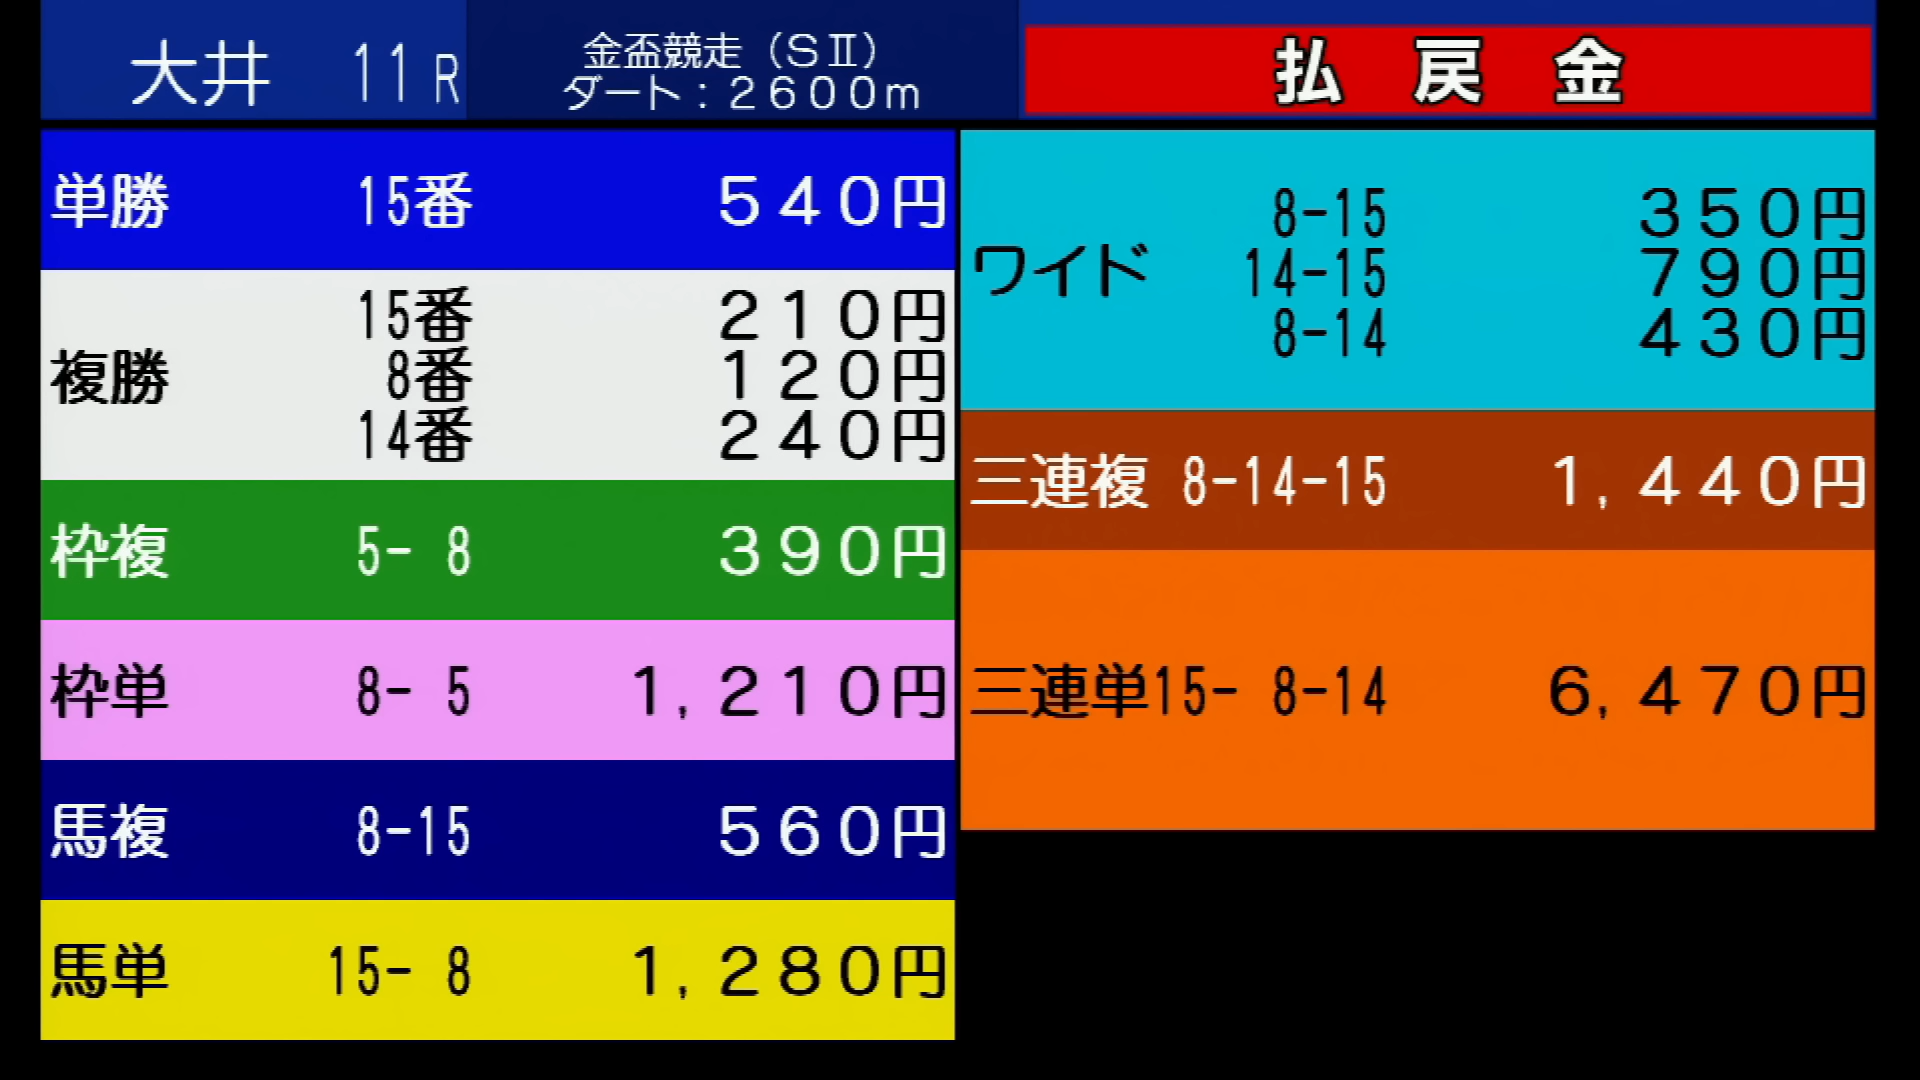 大井 11R
金盃競走（SⅡ）
ダート：2600m
払戻金
単勝 15番 540円
複勝 15番 210円
8番 120円
14番 240円
枠複 5- 8 390円
枠単 8- 5 1,210円
馬複 8-15 560円
馬単 15- 8 1,280円
ワイド 8-15 350円
14-15 790円
8-14 430円
三連複 8-14-15 1,440円
三連単 15- 8-14 6,470円